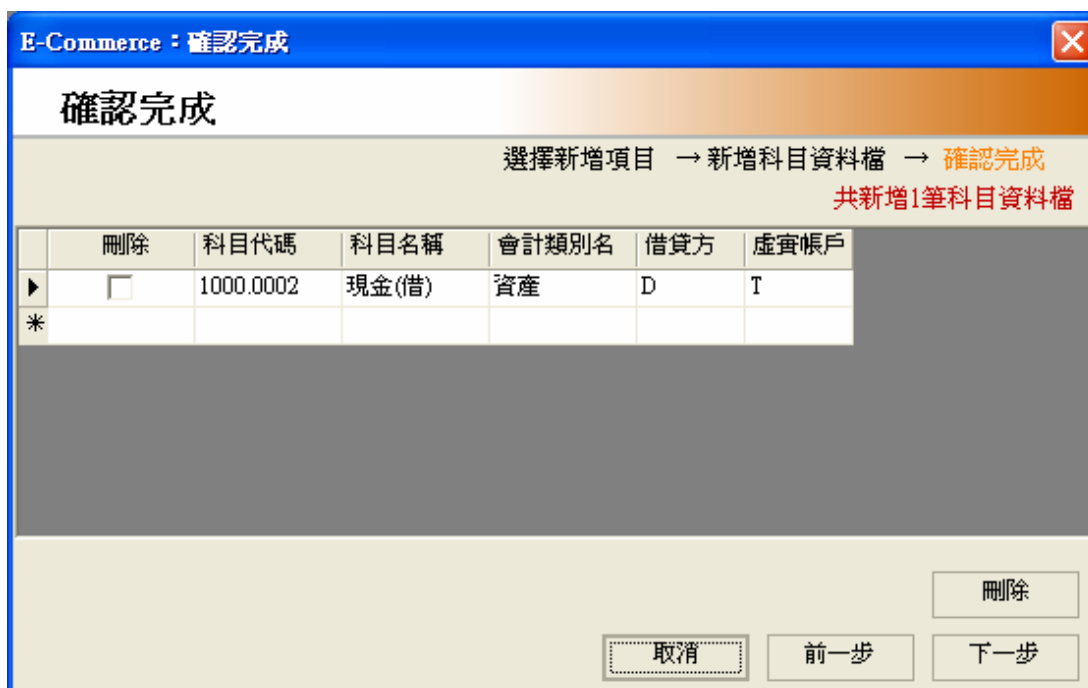 E-Commerce：確認完成
確認完成
選擇新增項目 → 新增科目資料檔 → 確認完成
共新增1筆科目資料檔
刪除 科目代碼 科目名稱 會計類別名 借貸方 虛實帳戶
1000.0002 現金(借) 資產 D T
刪除
取消 前一步 下一步